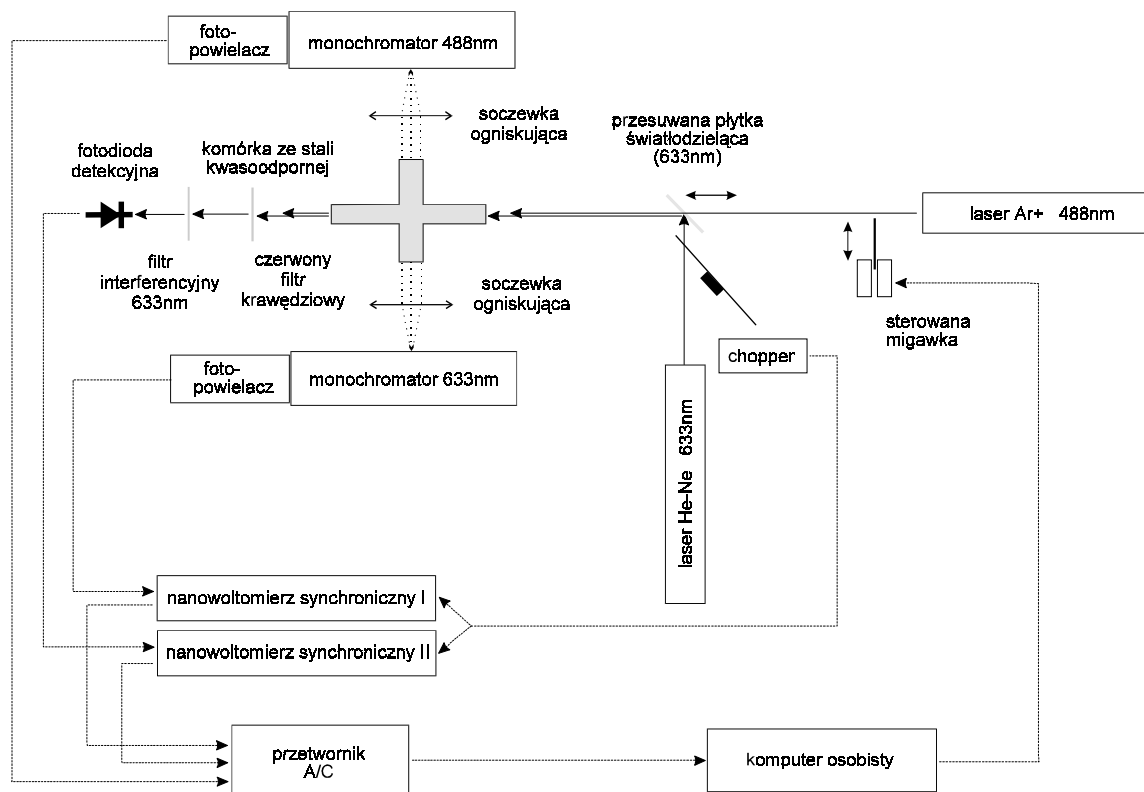 foto-
powielacz
monochromator 488nm
soczewka
ogniskująca
przesuwana płytka
światłodzieląca
(633nm)
fotodioda
detekcyjna
komórka ze stali
kwasoodpornej
laser Ar+ 488nm
filtr
interferencyjny
633nm
czerwony
filtr
krawędziowy
soczewka
ogniskująca
sterowana
migawka
chopper
foto-
powielacz
monochromator 633nm
laser He-Ne 633nm
nanowoltomierz synchroniczny I
nanowoltomierz synchroniczny II
przetwornik
A/C
komputer osobisty